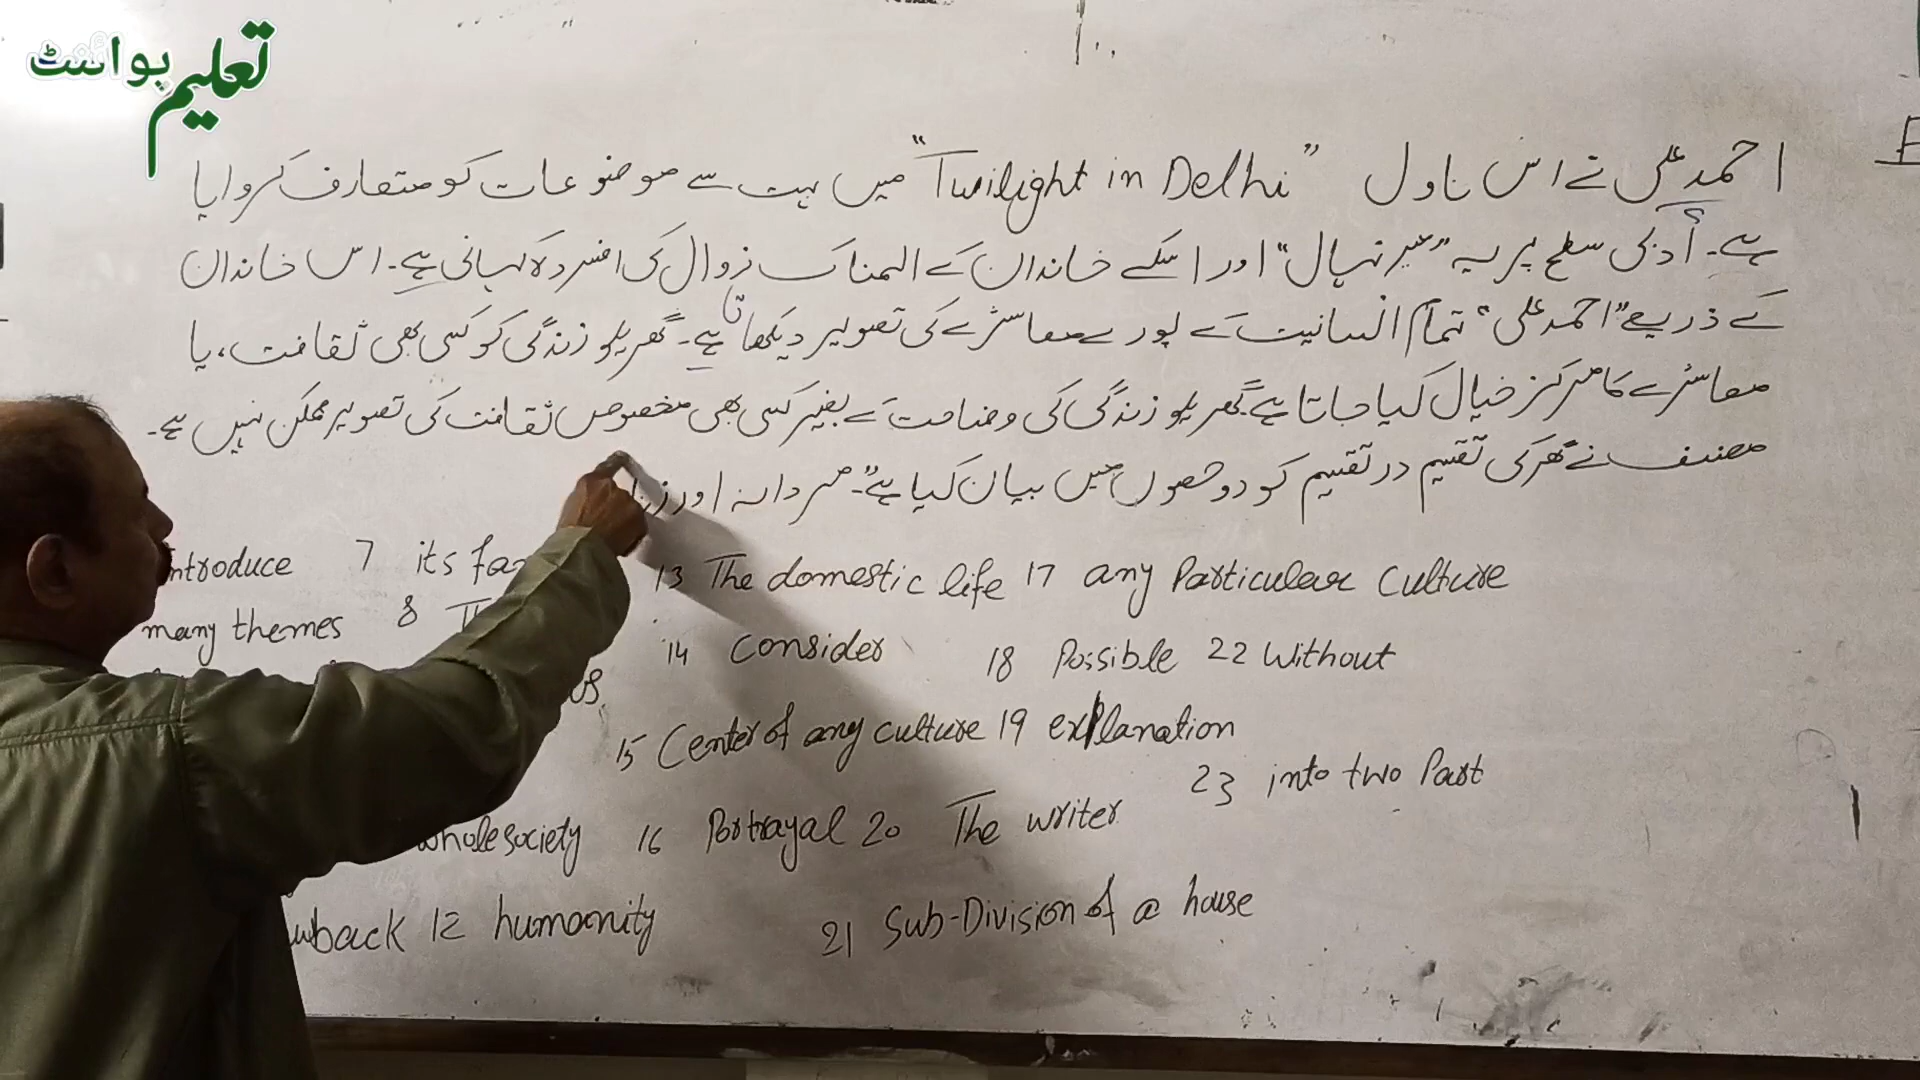 تعلیم پوائنٹ
احمد علی نے اس ناول "Twilight in Delhi" میں بہت سے موضوعات کو متعارف کروایا
ہے۔ ادبی سطح پر یہ "میر نہال" اور اسکے خاندان کے المناک زوال کی افسردہ کہانی ہے۔ اس خاندان
کے ذریعے "احمد علی" تمام انسانیت کے پورے معاشرے کی تصویر دیکھاتا ہے۔ گھریلو زندگی کو کسی بھی ثقافت، یا
معاشرے کا مرکز خیال کیا جاتا ہے۔ گھریلو زندگی کی وضاحت کے بغیر کسی بھی مخصوص ثقافت کی تصویر ممکن نہیں ہے۔
مصنف نے گھر کی تقسیم در تقسیم کو دو حصوں میں بیان کیا ہے"۔ مردانہ اور
introduce 7 its 13 The domestic life 17 any Particular Culture
many themes 8 14 Consider 18 Possible 22 Without
15 Center of any culture 19 explanation
23 into two Part
whole society 16 Portrayal 20 The writer
12 humanity 21 Sub-Division of a house